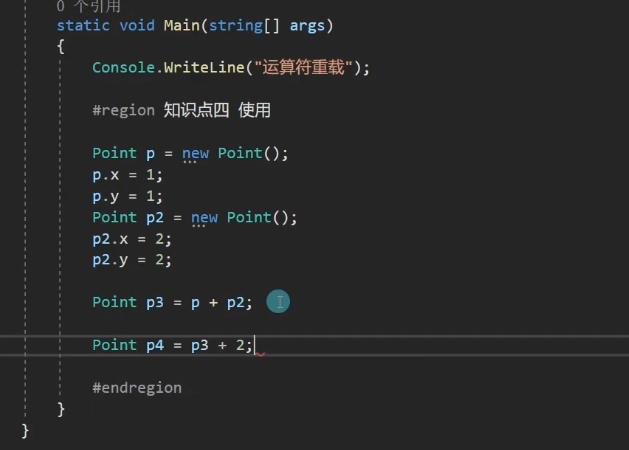 0 个引用
static void Main(string[] args)
{
Console.WriteLine("运算符重载");
#region 知识点四 使用
Point p = new Point();
p.x = 1;
p.y = 1;
Point p2 = new Point();
p2.x = 2;
p2.y = 2;
Point p3 = p + p2;
Point p4 = p3 + 2;
#endregion
}
}